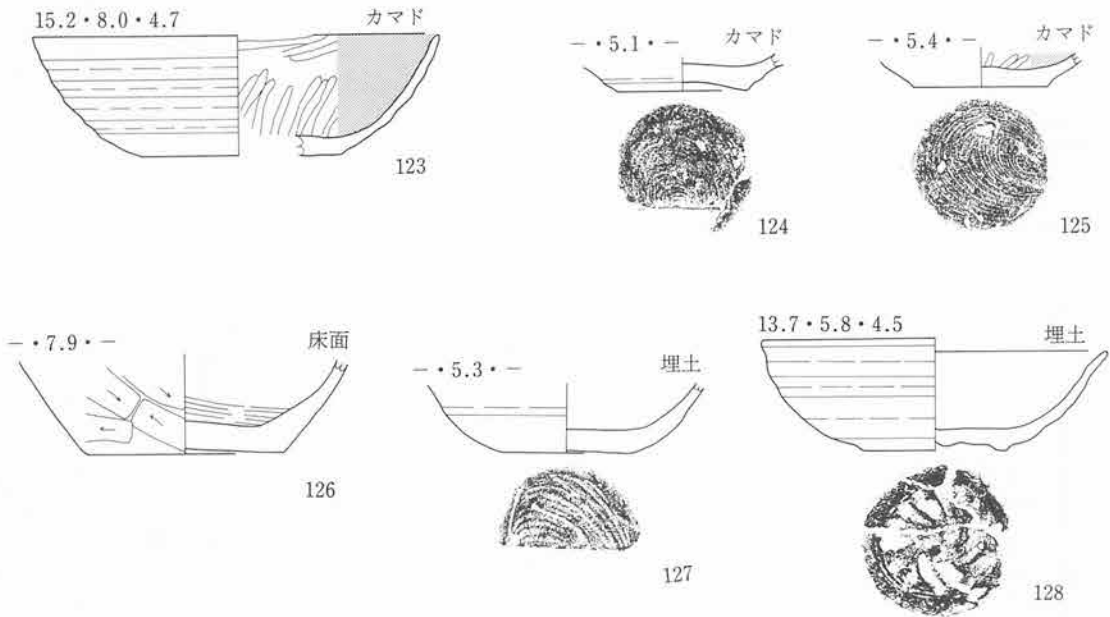 15.2・8.0・4.7 カマド
123
－・5.1・－ カマド
124
－・5.4・－ カマド
125
－・7.9・－ 床面
126
－・5.3・－ 埋土
127
13.7・5.8・4.5 埋土
128